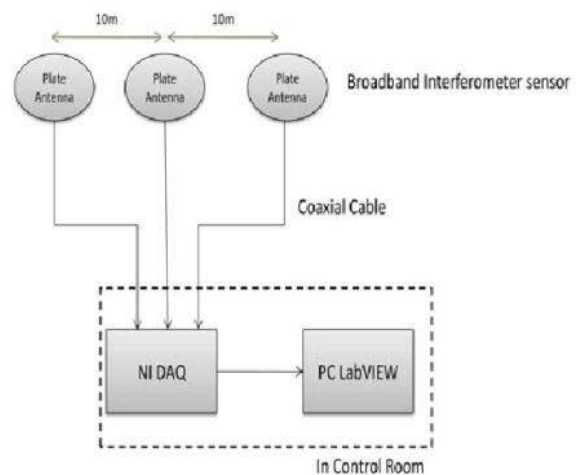 10m
10m
Plate
Antenna
Plate
Antenna
Plate
Antenna
Broadband Interferometer sensor
Coaxial Cable
NI DAQ
PC LabVIEW
In Control Room